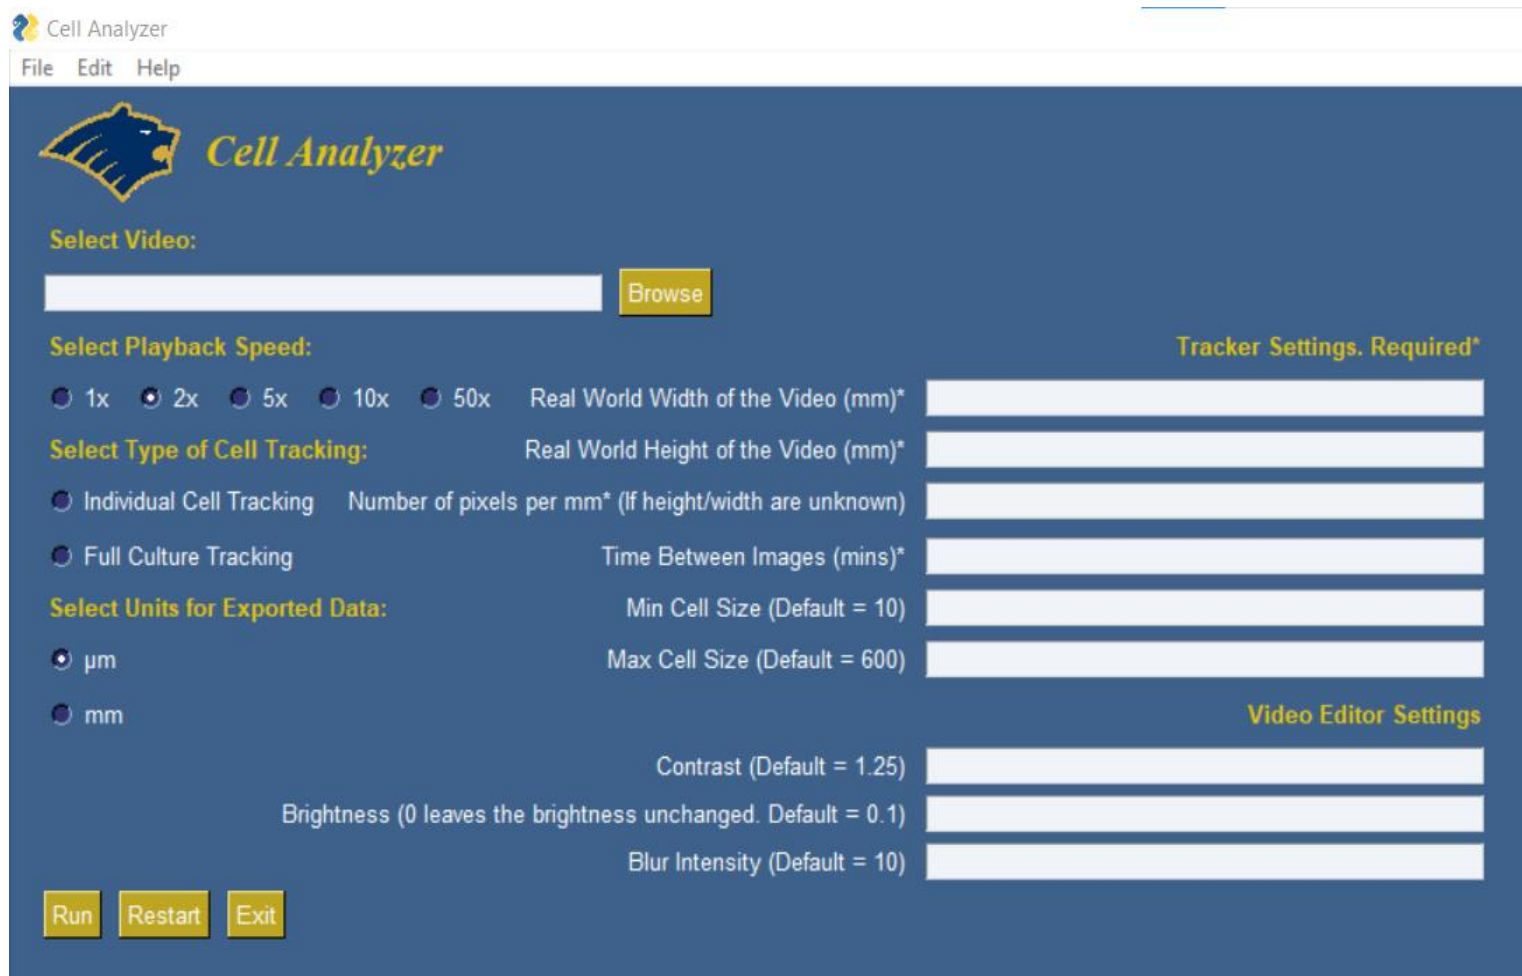 Cell Analyzer
File Edit Help
Cell Analyzer
Select Video:
Browse
Select Playback Speed:
Tracker Settings. Required*
1x 2x 5x 10x 50x
Real World Width of the Video (mm)*
Select Type of Cell Tracking:
Real World Height of the Video (mm)*
Individual Cell Tracking
Number of pixels per mm* (If height/width are unknown)
Full Culture Tracking
Time Between Images (mins)*
Select Units for Exported Data:
Min Cell Size (Default = 10)
µm
Max Cell Size (Default = 600)
mm
Video Editor Settings
Contrast (Default = 1.25)
Brightness (0 leaves the brightness unchanged. Default = 0.1)
Blur Intensity (Default = 10)
Run Restart Exit